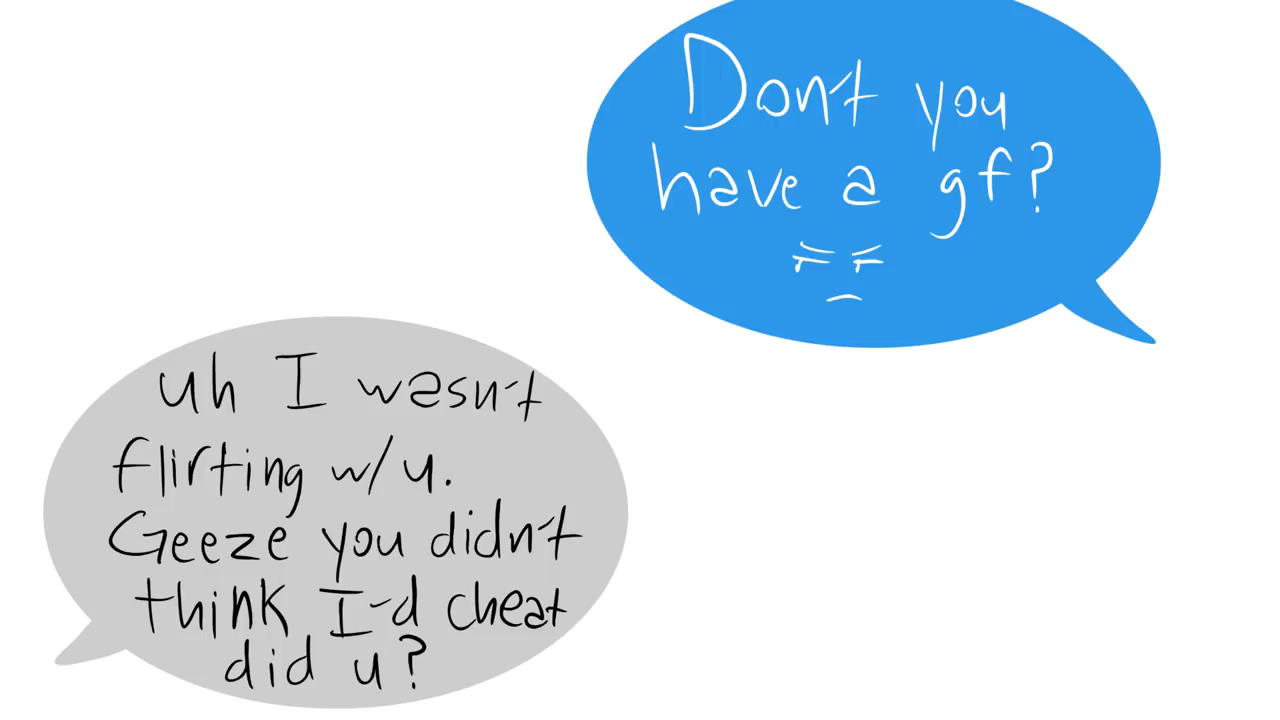 Don't you
have a gf?
uh I wasn't
flirting w/u.
Geeze you didn't
think I'd cheat
did u?